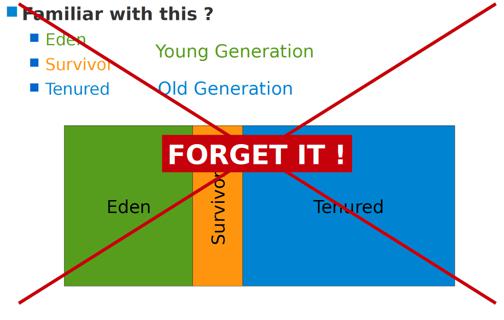 Familiar with this ?
Eden
Young Generation
Survivor
Tenured
Old Generation
FORGET IT !
Eden
Survivor
Tenured